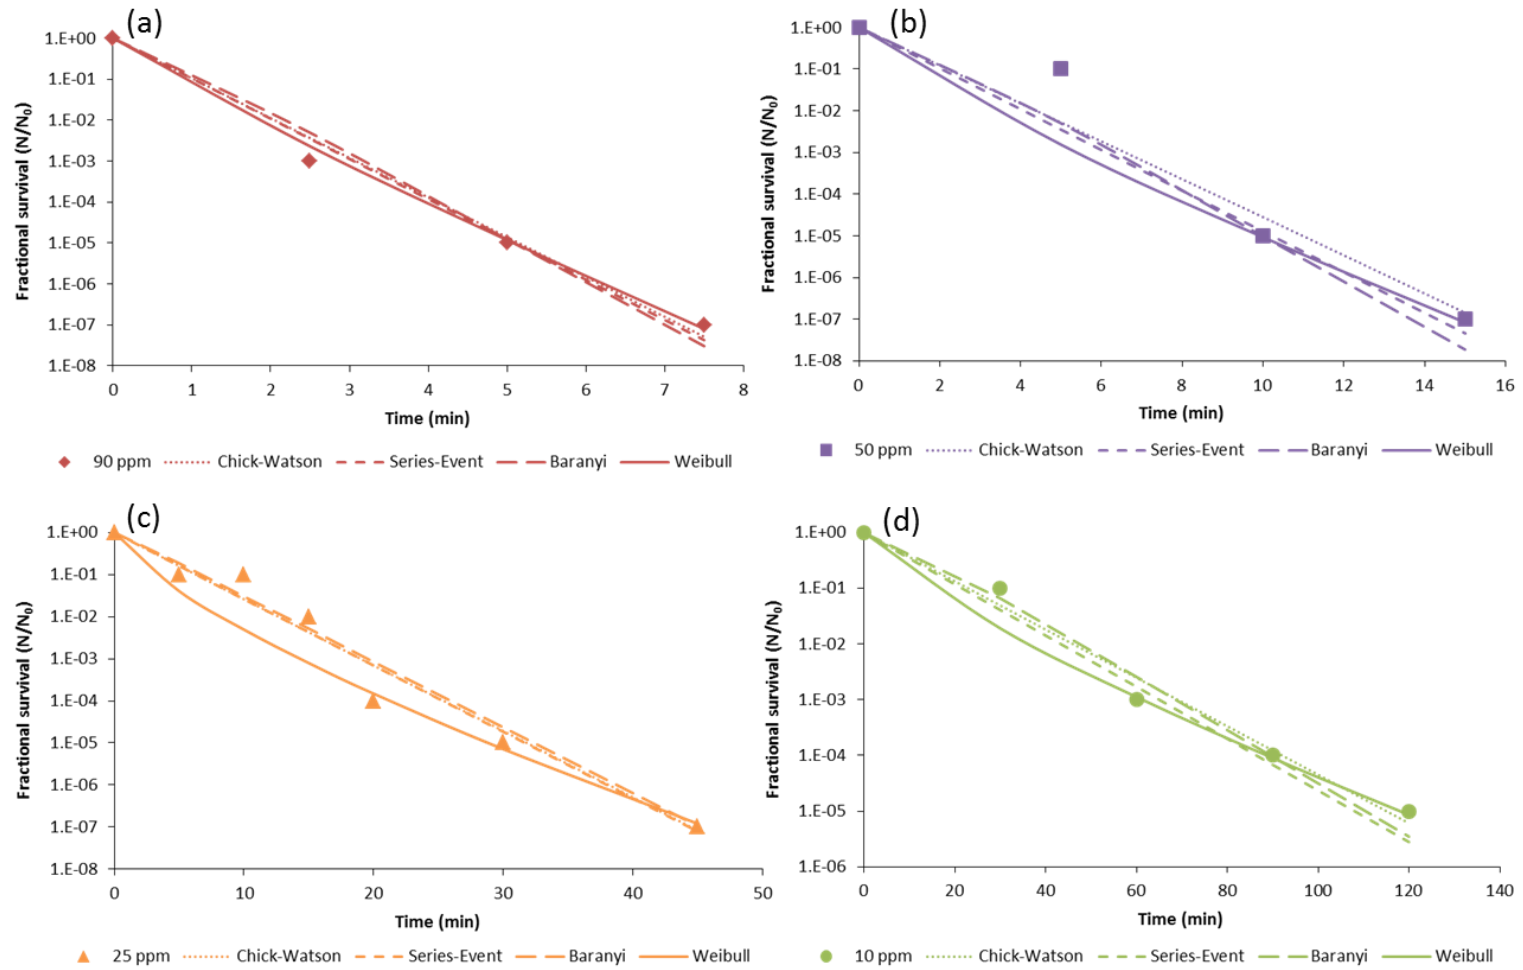 (a)
Fractional survival (N/N₀)
1.E+00
1.E-01
1.E-02
1.E-03
1.E-04
1.E-05
1.E-06
1.E-07
1.E-08
0 1 2 3 4 5 6 7 8
Time (min)
90 ppm Chick-Watson Series-Event Baranyi Weibull
(b)
Fractional survival (N/N₀)
1.E+00
1.E-01
1.E-02
1.E-03
1.E-04
1.E-05
1.E-06
1.E-07
1.E-08
0 2 4 6 8 10 12 14 16
Time (min)
50 ppm Chick-Watson Series-Event Baranyi Weibull
(c)
Fractional survival (N/N₀)
1.E+00
1.E-01
1.E-02
1.E-03
1.E-04
1.E-05
1.E-06
1.E-07
1.E-08
0 10 20 30 40 50
Time (min)
25 ppm Chick-Watson Series-Event Baranyi Weibull
(d)
Fractional survival (N/N₀)
1.E+00
1.E-01
1.E-02
1.E-03
1.E-04
1.E-05
1.E-06
0 20 40 60 80 100 120 140
Time (min)
10 ppm Chick-Watson Series-Event Baranyi Weibull